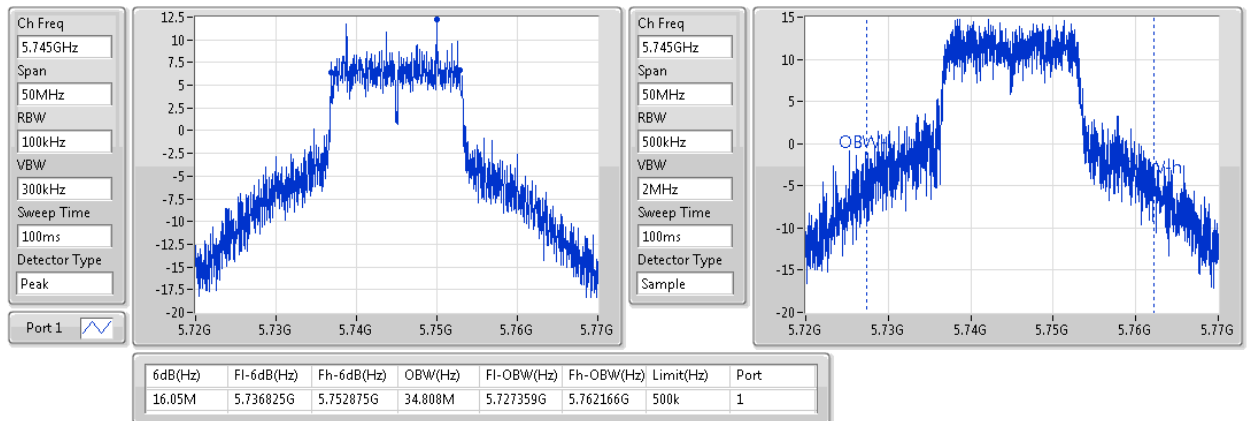 Ch Freq
5.745GHz
Span
50MHz
RBW
100kHz
VBW
300kHz
Sweep Time
100ms
Detector Type
Peak
Port 1
12.5
10
7.5
5
2.5
0
-2.5
-5
-7.5
-10
-12.5
-15
-17.5
-20
5.72G 5.73G 5.74G 5.75G 5.76G 5.77G
Ch Freq
5.745GHz
Span
50MHz
RBW
500kHz
VBW
2MHz
Sweep Time
100ms
Detector Type
Sample
15
10
5
0
-5
-10
-15
-20
5.72G 5.73G 5.74G 5.75G 5.76G 5.77G
6dB(Hz) Fl-6dB(Hz) Fh-6dB(Hz) OBW(Hz) Fl-OBW(Hz) Fh-OBW(Hz) Limit(Hz) Port
16.05M 5.736825G 5.752875G 34.808M 5.727359G 5.762166G 500k 1